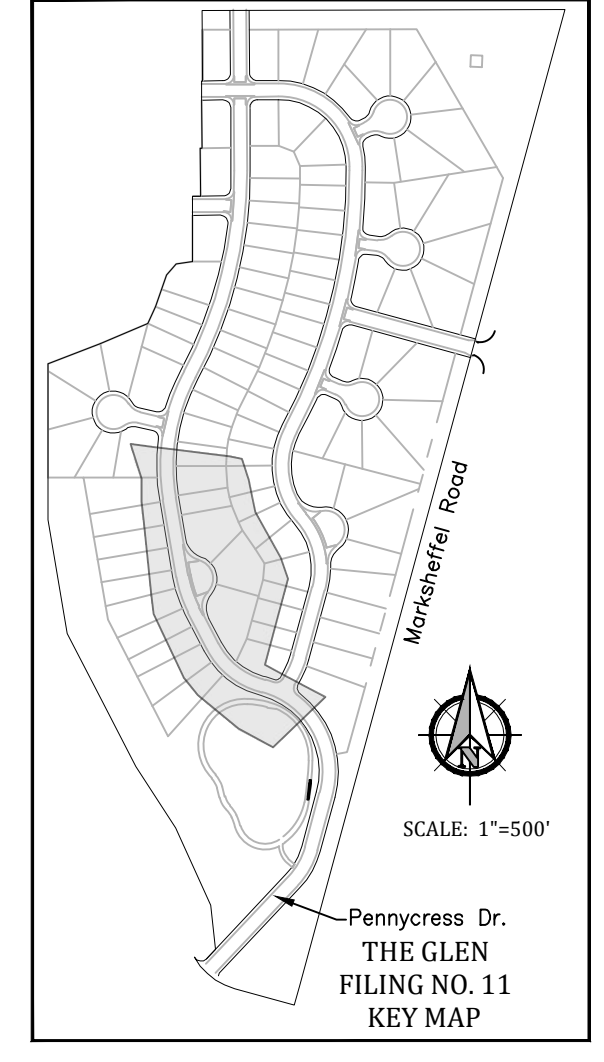 Marksheffel Road
N
SCALE: 1"=500'
Pennycress Dr.
THE GLEN
FILING NO. 11
KEY MAP